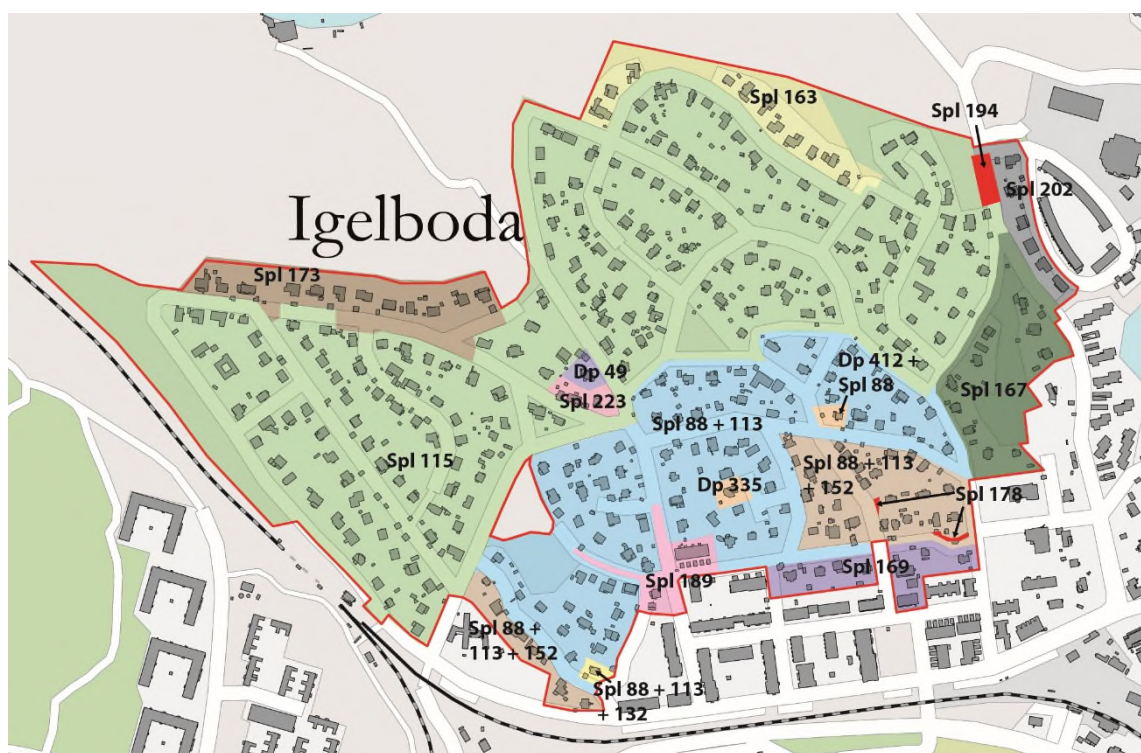 Spl 163
Spl 194
Spl 202
Igelboda
Spl 173
Dp 49
Spl 223
Dp 412 +
Spl 88
Spl 167
Spl 88 + 113
Spl 115
Spl 88 + 113
+ 152
Dp 335
Spl 178
Spl 189
Spl 169
Spl 88 +
113 + 152
Spl 88 + 113
+ 132